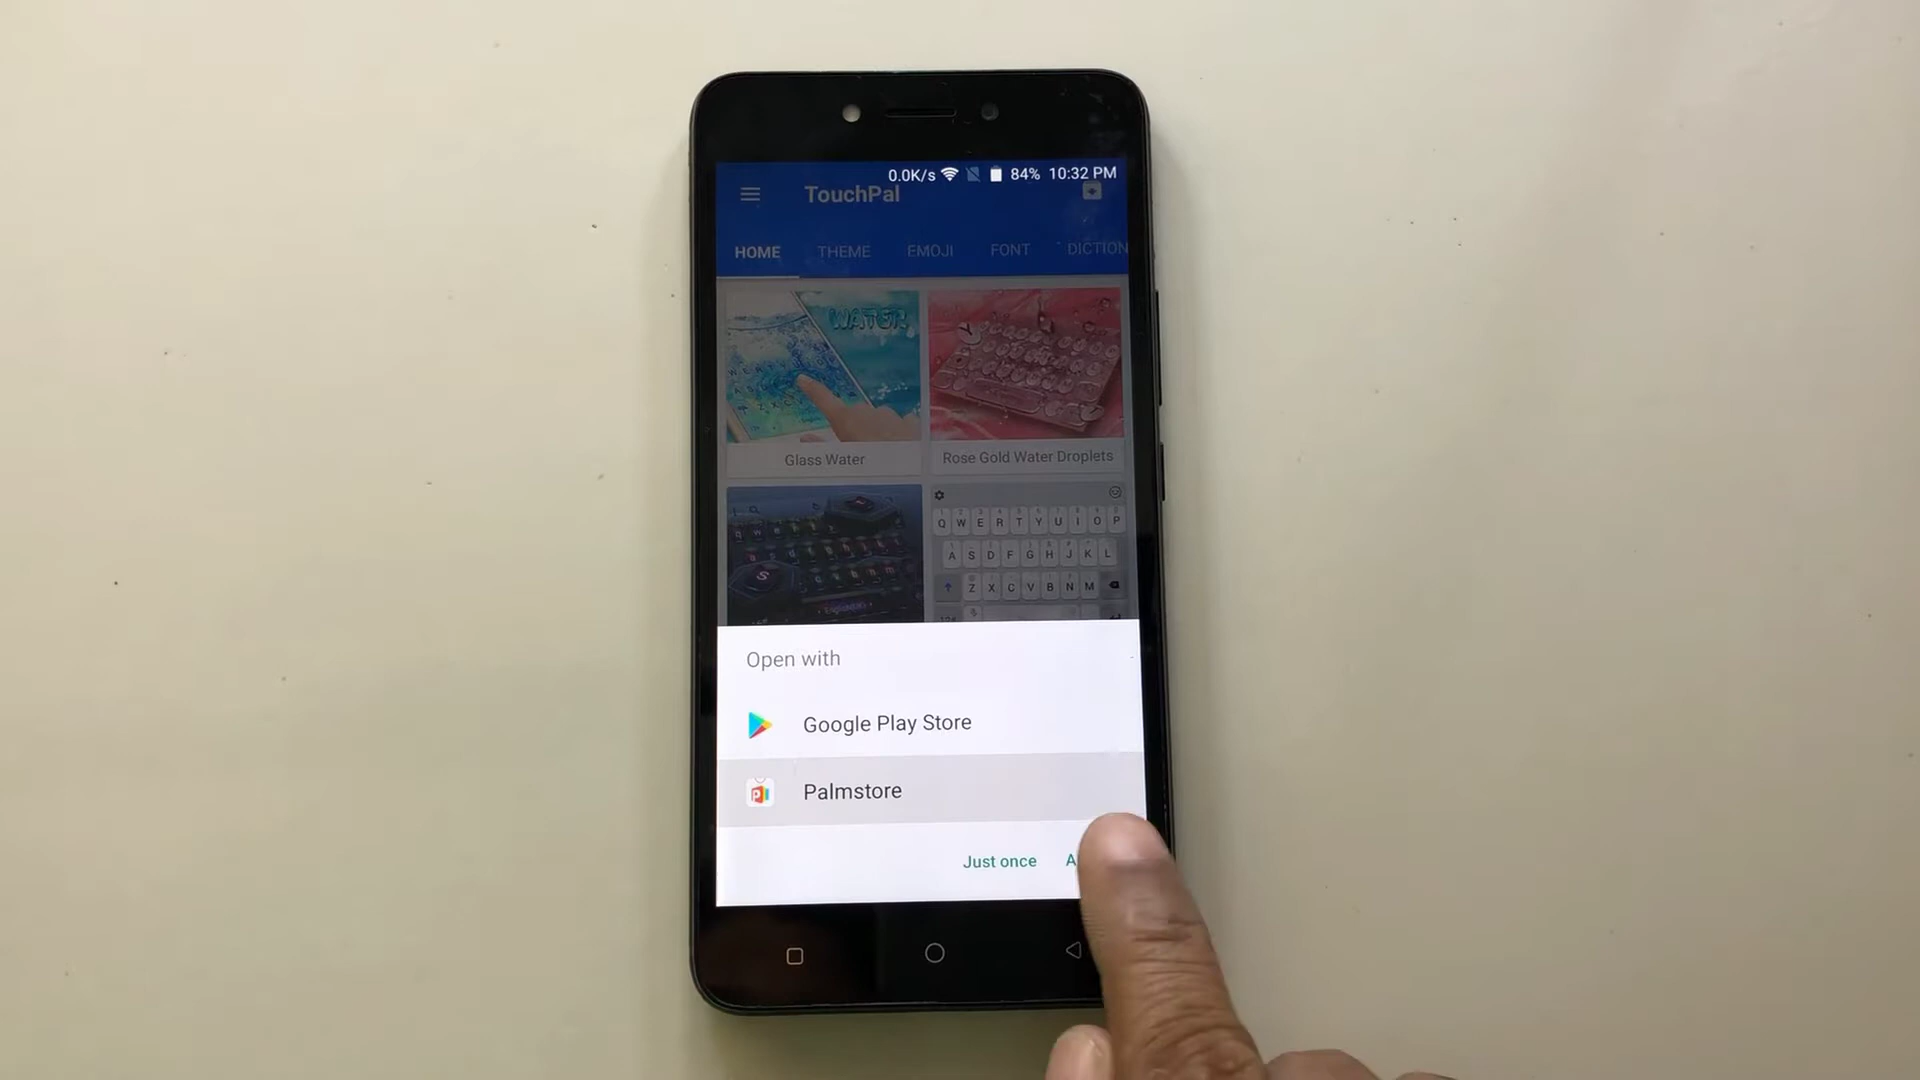 0.0K/s 84% 10:32 PM
TouchPal
HOME THEME EMOJI FONT DICTION
WATER
Glass Water
Rose Gold Water Droplets
Q W E R T Y U I O P
A S D F G H J K L
Z X C V B N M
Open with
Google Play Store
Palmstore
Just once